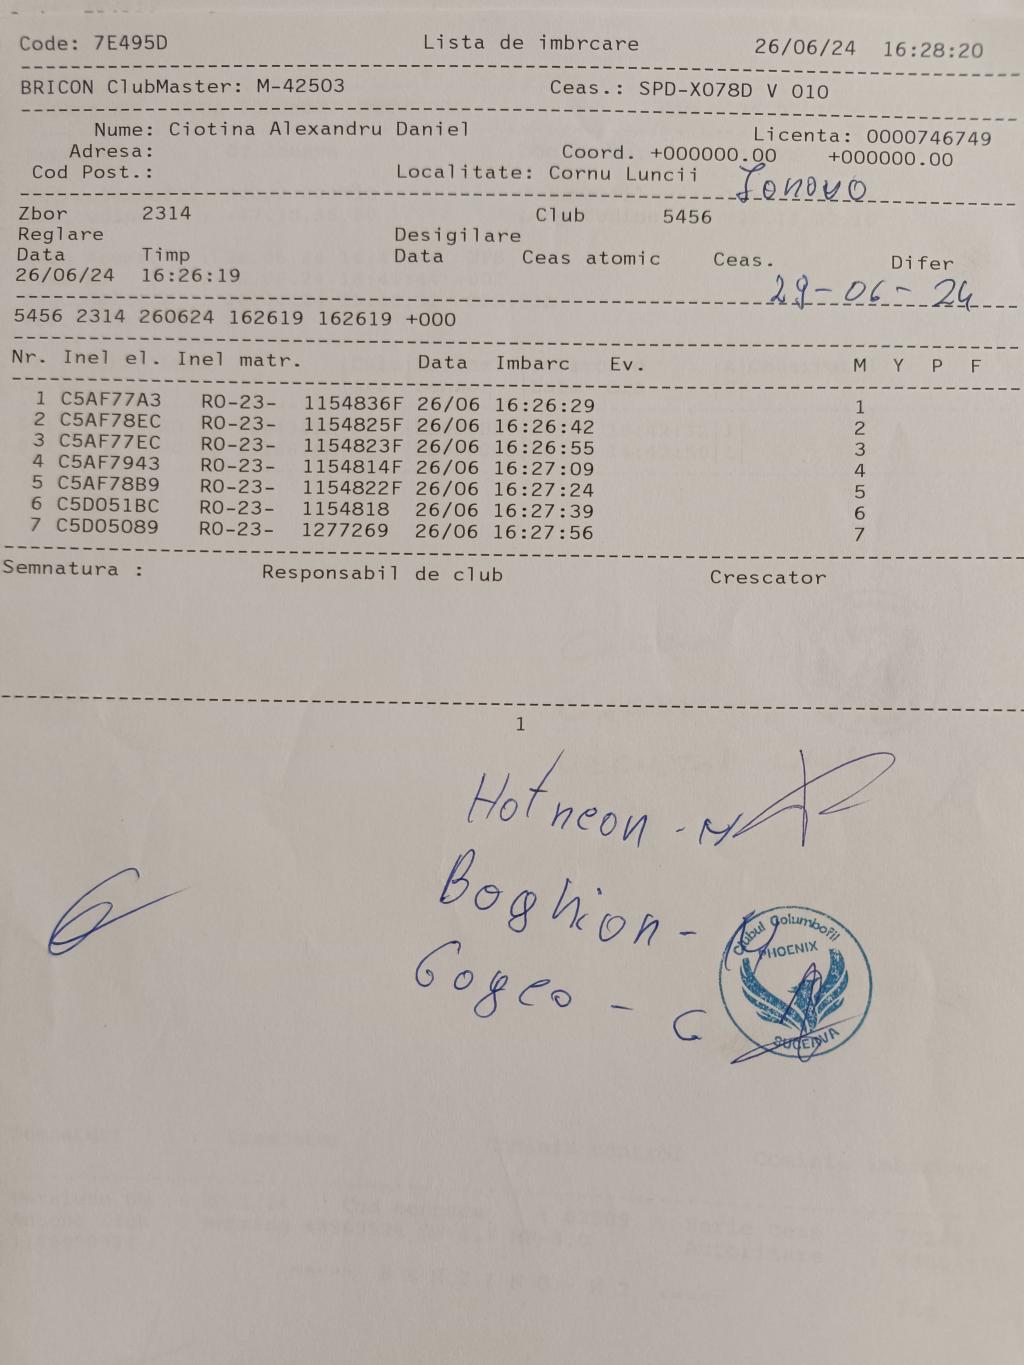 Code: 7E495D Lista de imbrcare 26/06/24 16:28:20
BRICON ClubMaster: M-42503 Ceas.: SPD-X078D V 010
Nume: Ciotina Alexandru Daniel Licenta: 0000746749
Adresa: Coord. +000000.00 +000000.00
Cod Post.: Localitate: Cornu Luncii
Zbor 2314 Club 5456
Reglare Desigilare
Data Timp Data Ceas atomic Ceas. Difer
26/06/24 16:26:19
29-06-24
5456 2314 260624 162619 162619 +000
Nr. Inel el. Inel matr. Data Imbarc Ev. M Y P F
1 C5AF77A3 RO-23- 1154836F 26/06 16:26:29 1
2 C5AF78EC RO-23- 1154825F 26/06 16:26:42 2
3 C5AF77EC RO-23- 1154823F 26/06 16:26:55 3
4 C5AF7943 RO-23- 1154814F 26/06 16:27:09 4
5 C5AF78B9 RO-23- 1154822F 26/06 16:27:24 5
6 C5D051BC RO-23- 1154818 26/06 16:27:39 6
7 C5D05089 RO-23- 1277269 26/06 16:27:56 7
Semnatura : Responsabil de club Crescator
1
Clubul Columbofil
PHOENIX
SUCEAVA